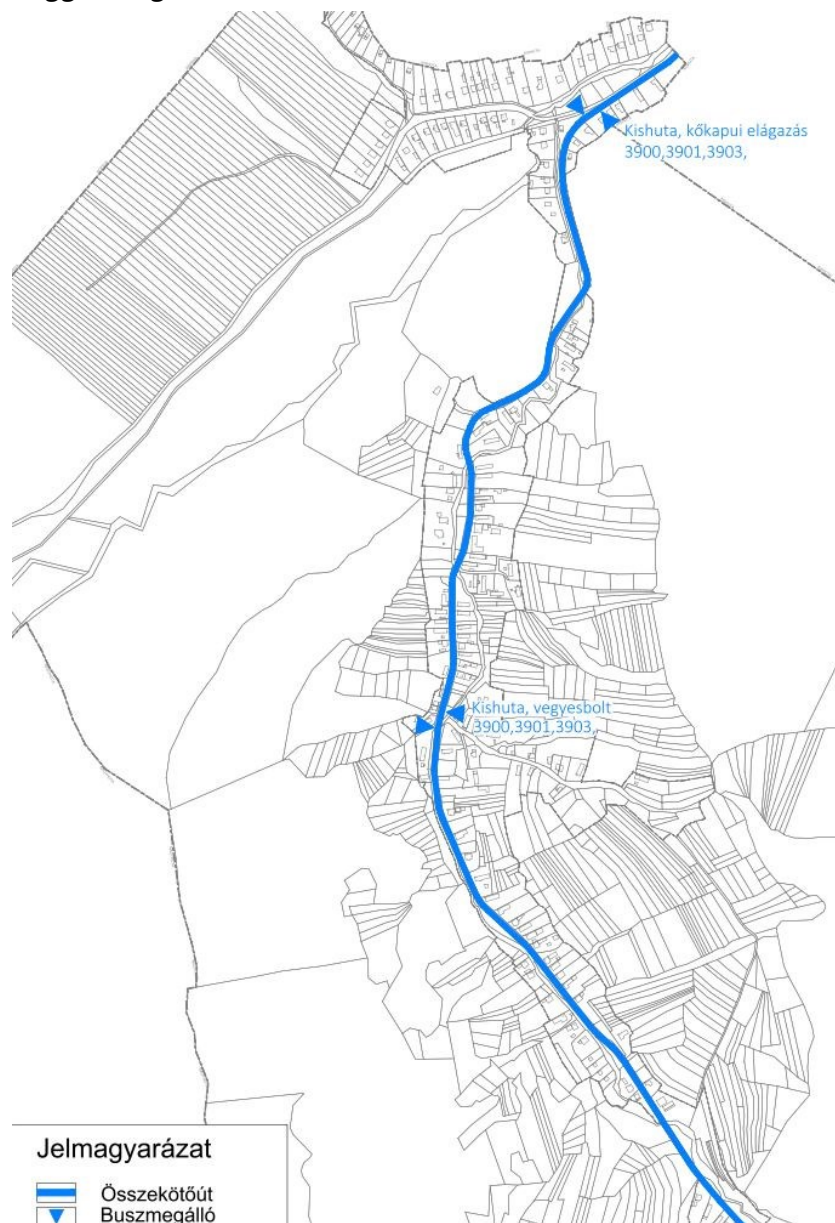 Kishuta, kőkapui elágazás
3900,3901,3903,
Kishuta, vegyesbolt
3900,3901,3903,
Jelmagyarázat
Összekötőút
Buszmegálló